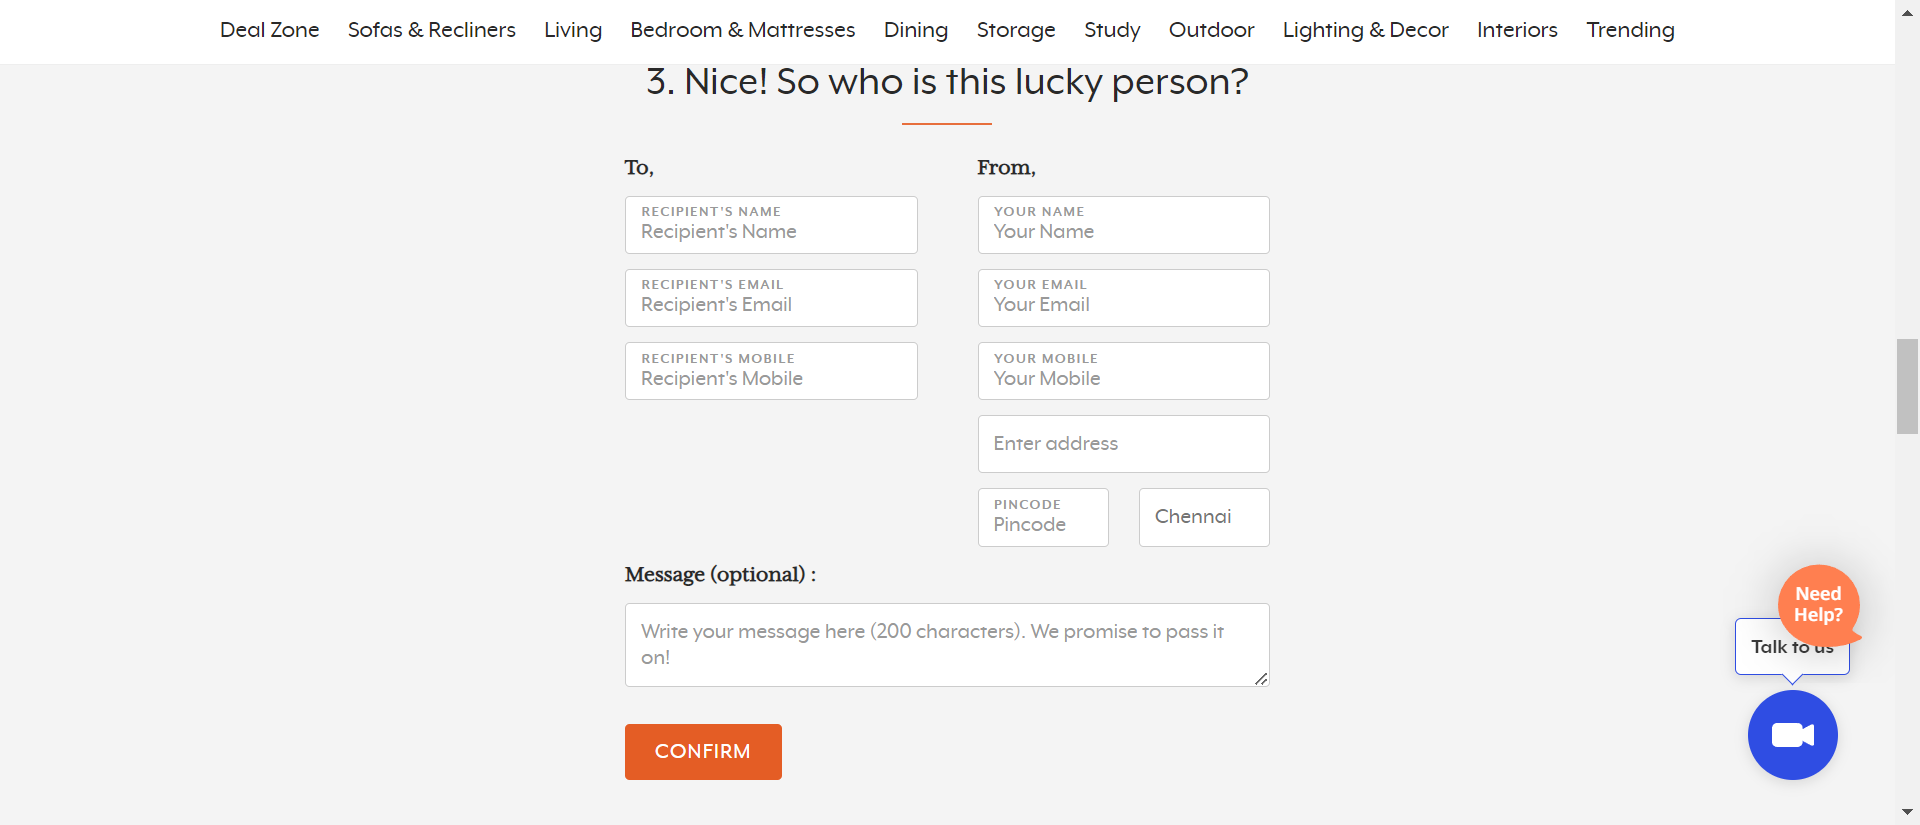 Deal Zone Sofas & Recliners Living Bedroom & Mattresses Dining Storage Study Outdoor Lighting & Decor Interiors Trending
3. Nice! So who is this lucky person?
To,
RECIPIENT'S NAME
Recipient's Name
RECIPIENT'S EMAIL
Recipient's Email
RECIPIENT'S MOBILE
Recipient's Mobile
From,
YOUR NAME
Your Name
YOUR EMAIL
Your Email
YOUR MOBILE
Your Mobile
Enter address
PINCODE
Pincode
Chennai
Message (optional) :
Write your message here (200 characters). We promise to pass it
on!
CONFIRM
Need
Help?
Talk to us